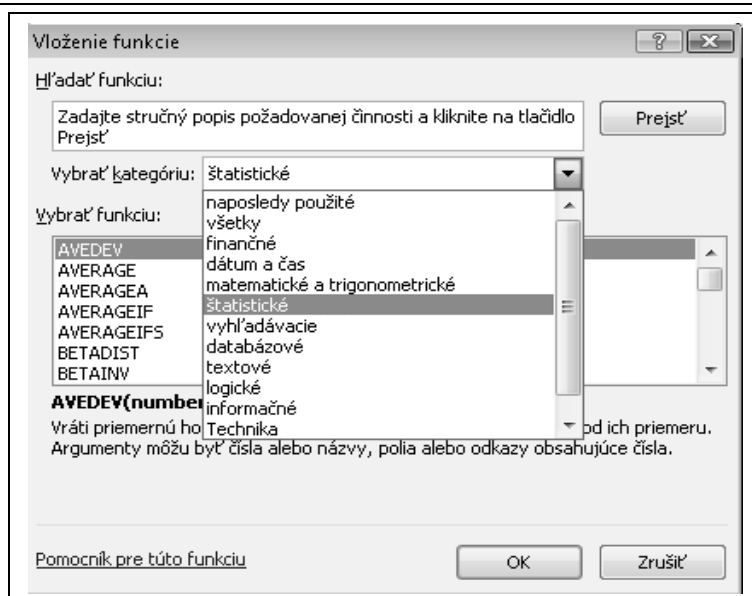 Vloženie funkcie
Hľadať funkciu:
Zadajte stručný popis požadovanej činnosti a kliknite na tlačidlo
Prejsť
Prejsť
Vybrať kategóriu: štatistické
naposledy použité
všetky
finančné
dátum a čas
matematické a trigonometrické
štatistické
vyhľadávacie
databázové
textové
logické
informačné
Technika
Vybrať funkciu:
AVEDEV
AVERAGE
AVERAGEA
AVERAGEIF
AVERAGEIFS
BETADIST
BETAINV
AVEDEV(number
Vráti priemernú ho od ich priemeru.
Argumenty môžu byť čísla alebo názvy, polia alebo odkazy obsahujúce čísla.
Pomocník pre túto funkciu
OK
Zrušiť